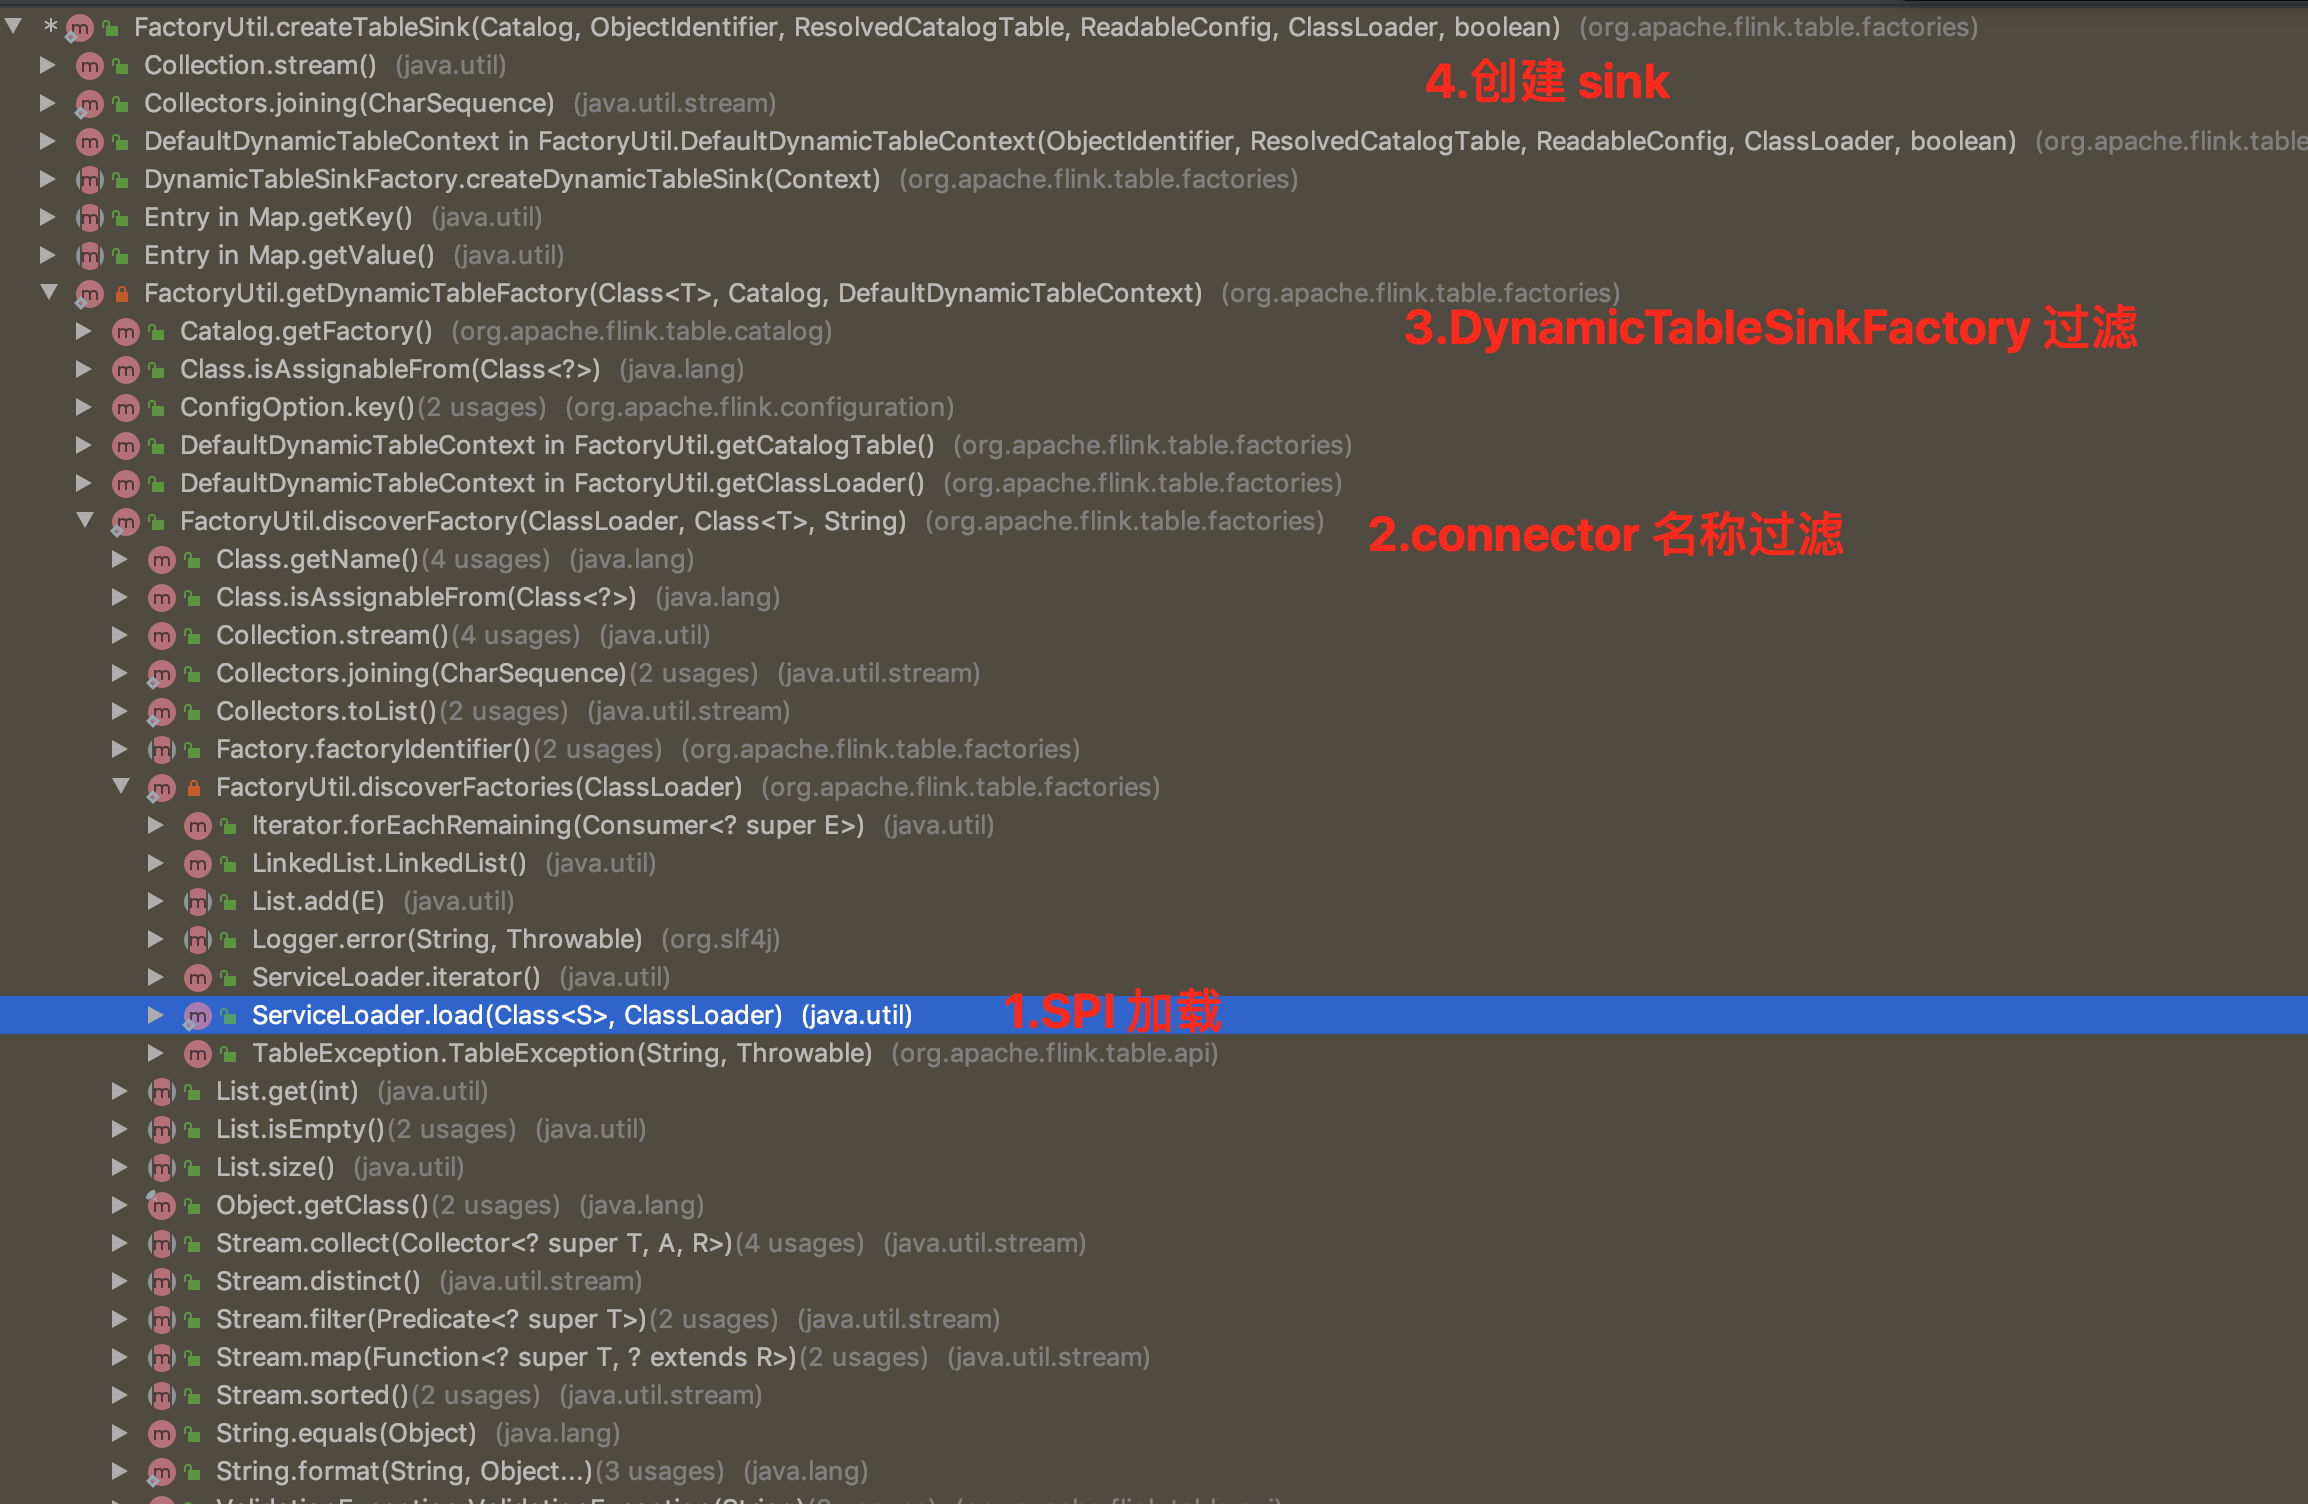 * FactoryUtil.createTableSink(Catalog, ObjectIdentifier, ResolvedCatalogTable, ReadableConfig, ClassLoader, boolean) (org.apache.flink.table.factories)
Collection.stream() (java.util)
4.创建 sink
Collectors.joining(CharSequence) (java.util.stream)
DefaultDynamicTableContext in FactoryUtil.DefaultDynamicTableContext(ObjectIdentifier, ResolvedCatalogTable, ReadableConfig, ClassLoader, boolean) (org.apache.flink.table
DynamicTableSinkFactory.createDynamicTableSink(Context) (org.apache.flink.table.factories)
Entry in Map.getKey() (java.util)
Entry in Map.getValue() (java.util)
FactoryUtil.getDynamicTableFactory(Class<T>, Catalog, DefaultDynamicTableContext) (org.apache.flink.table.factories)
Catalog.getFactory() (org.apache.flink.table.catalog)
3.DynamicTableSinkFactory 过滤
Class.isAssignableFrom(Class<?>) (java.lang)
ConfigOption.key()(2 usages) (org.apache.flink.configuration)
DefaultDynamicTableContext in FactoryUtil.getCatalogTable() (org.apache.flink.table.factories)
DefaultDynamicTableContext in FactoryUtil.getClassLoader() (org.apache.flink.table.factories)
FactoryUtil.discoverFactory(ClassLoader, Class<T>, String) (org.apache.flink.table.factories)
2.connector 名称过滤
Class.getName()(4 usages) (java.lang)
Class.isAssignableFrom(Class<?>) (java.lang)
Collection.stream()(4 usages) (java.util)
Collectors.joining(CharSequence)(2 usages) (java.util.stream)
Collectors.toList()(2 usages) (java.util.stream)
Factory.factoryIdentifier()(2 usages) (org.apache.flink.table.factories)
FactoryUtil.discoverFactories(ClassLoader) (org.apache.flink.table.factories)
Iterator.forEachRemaining(Consumer<? super E>) (java.util)
LinkedList.LinkedList() (java.util)
List.add(E) (java.util)
Logger.error(String, Throwable) (org.slf4j)
ServiceLoader.iterator() (java.util)
ServiceLoader.load(Class<S>, ClassLoader) (java.util) 1.SPI 加载
TableException.TableException(String, Throwable) (org.apache.flink.table.api)
List.get(int) (java.util)
List.isEmpty()(2 usages) (java.util)
List.size() (java.util)
Object.getClass()(2 usages) (java.lang)
Stream.collect(Collector<? super T, A, R>)(4 usages) (java.util.stream)
Stream.distinct() (java.util.stream)
Stream.filter(Predicate<? super T>)(2 usages) (java.util.stream)
Stream.map(Function<? super T, ? extends R>)(2 usages) (java.util.stream)
Stream.sorted()(2 usages) (java.util.stream)
String.equals(Object) (java.lang)
String.format(String, Object...)(3 usages) (java.lang)